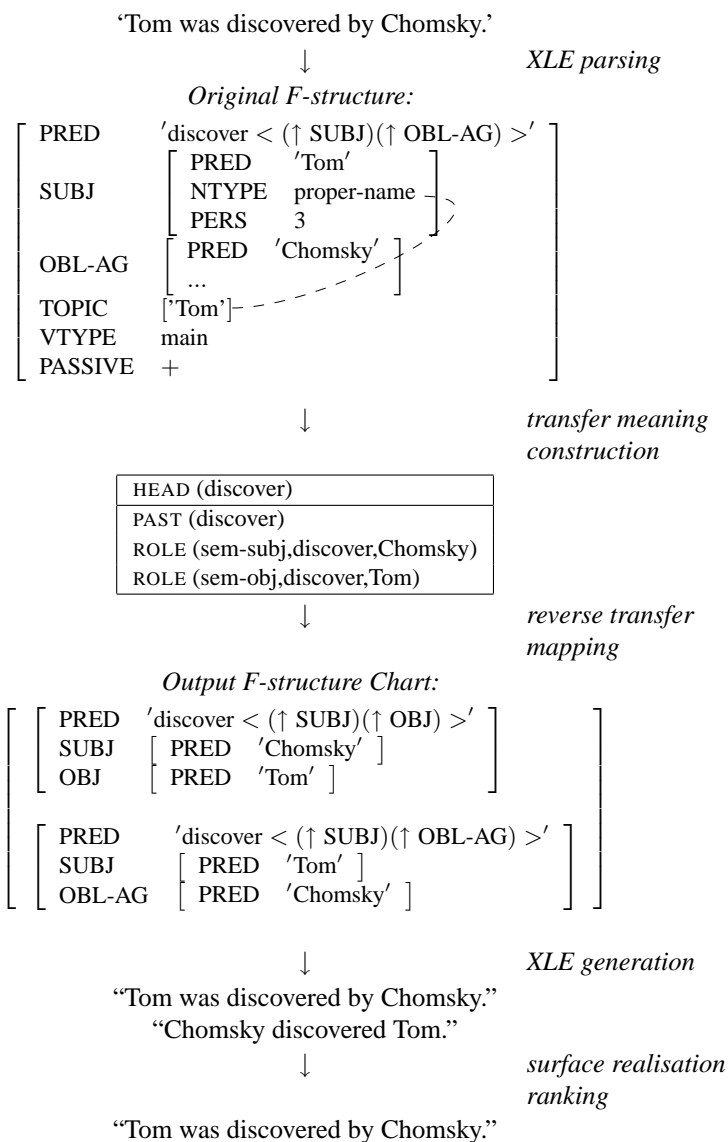 ‘Tom was discovered by Chomsky.’
↓ XLE parsing
Original F-structure:
PRED ′discover < (↑ SUBJ)(↑ OBL-AG) >′
PRED ′Tom′
SUBJ NTYPE proper-name
PERS 3
OBL-AG PRED ′Chomsky′
...
TOPIC [’Tom’]
VTYPE main
PASSIVE +
↓ transfer meaning
construction
HEAD (discover)
PAST (discover)
ROLE (sem-subj,discover,Chomsky)
ROLE (sem-obj,discover,Tom)
↓ reverse transfer
mapping
Output F-structure Chart:
PRED ′discover < (↑ SUBJ)(↑ OBJ) >′
SUBJ [ PRED ′Chomsky′ ]
OBJ [ PRED ′Tom′ ]
PRED ′discover < (↑ SUBJ)(↑ OBL-AG) >′
SUBJ [ PRED ′Tom′ ]
OBL-AG [ PRED ′Chomsky′ ]
↓ XLE generation
“Tom was discovered by Chomsky.”
“Chomsky discovered Tom.”
↓ surface realisation
ranking
“Tom was discovered by Chomsky.”